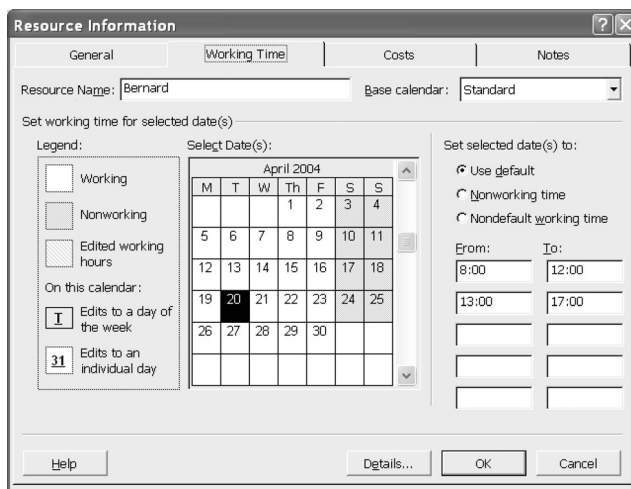 Resource Information ? X
General Working Time Costs Notes
Resource Name: Bernard Base calendar: Standard
Set working time for selected date(s)
Legend:
Working
Nonworking
Edited working
hours
On this calendar:
T Edits to a day of
the week
31 Edits to an
individual day
Select Date(s):
April 2004
M T W Th F S S
1 2 3 4
5 6 7 8 9 10 11
12 13 14 15 16 17 18
19 20 21 22 23 24 25
26 27 28 29 30
Set selected date(s) to:
Use default
Nonworking time
Nondefault working time
From: To:
8:00 12:00
13:00 17:00
Help Details... OK Cancel